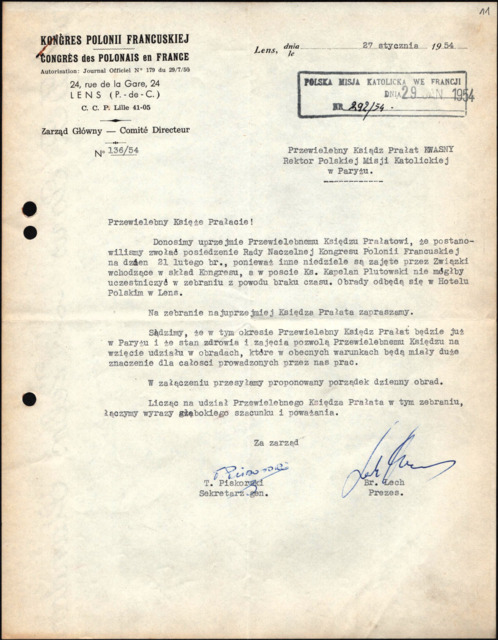 11
KONGRES POLONII FRANCUSKIEJ
CONGRÈS des POLONAIS en FRANCE
Autorisation: Journal Officiel N° 179 du 29/7/50
24, rue de la Gare, 24
LENS (P.-de-C.)
C. C. P. Lille 41-05
Zarząd Główny — Comité Directeur
N° 136/54
Lens, dnia/le 27 stycznia 1954
POLSKA MISJA KATOLICKA WE FRANCJI
DNIA 29 JAN 1954
NR 292/54.
Przewielebny Ksiądz Prałat KWASNY
Rektor Polskiej Misji Katolickiej
w Paryżu.
Przewielebny Księże Prałacie!
Donosimy uprzejmie Przewielebnemu Księdzu Prałatowi, że postano-
wiliśmy zwołać posiedzenie Rady Naczelnej Kongresu Polonii Francuskiej
na dzień 21 lutego br., ponieważ inne niedziele są zajęte przez Związki
wchodzące w skład Kongresu, a w poście Ks. Kapelan Plutowski nie mógłby
uczestniczyć w zebraniu z powodu braku czasu. Obrady odbędą się w Hotelu
Polskim w Lens.
Na zebranie najuprzejmiej Księdza Prałata zapraszamy.
Sądzimy, że w tym okresie Przewielebny Ksiądz Prałat będzie już
w Paryżu i że stan zdrowia i zajęcia pozwolą Przewielebnemu Księdzu na
wzięcie udziału w obradach, które w obecnych warunkach będą miały duże
znaczenie dla całości prowadzonych przez nas prac.
W załączeniu przesyłamy proponowany porządek dzienny obrad.
Licząc na udział Przewielebnego Księdza Prałata w tym zebraniu,
łączymy wyrazy głębokiego szacunku i poważania.
Za zarząd
T. Piskorski
Sekretarz gen.
Br. Lech
Prezes.